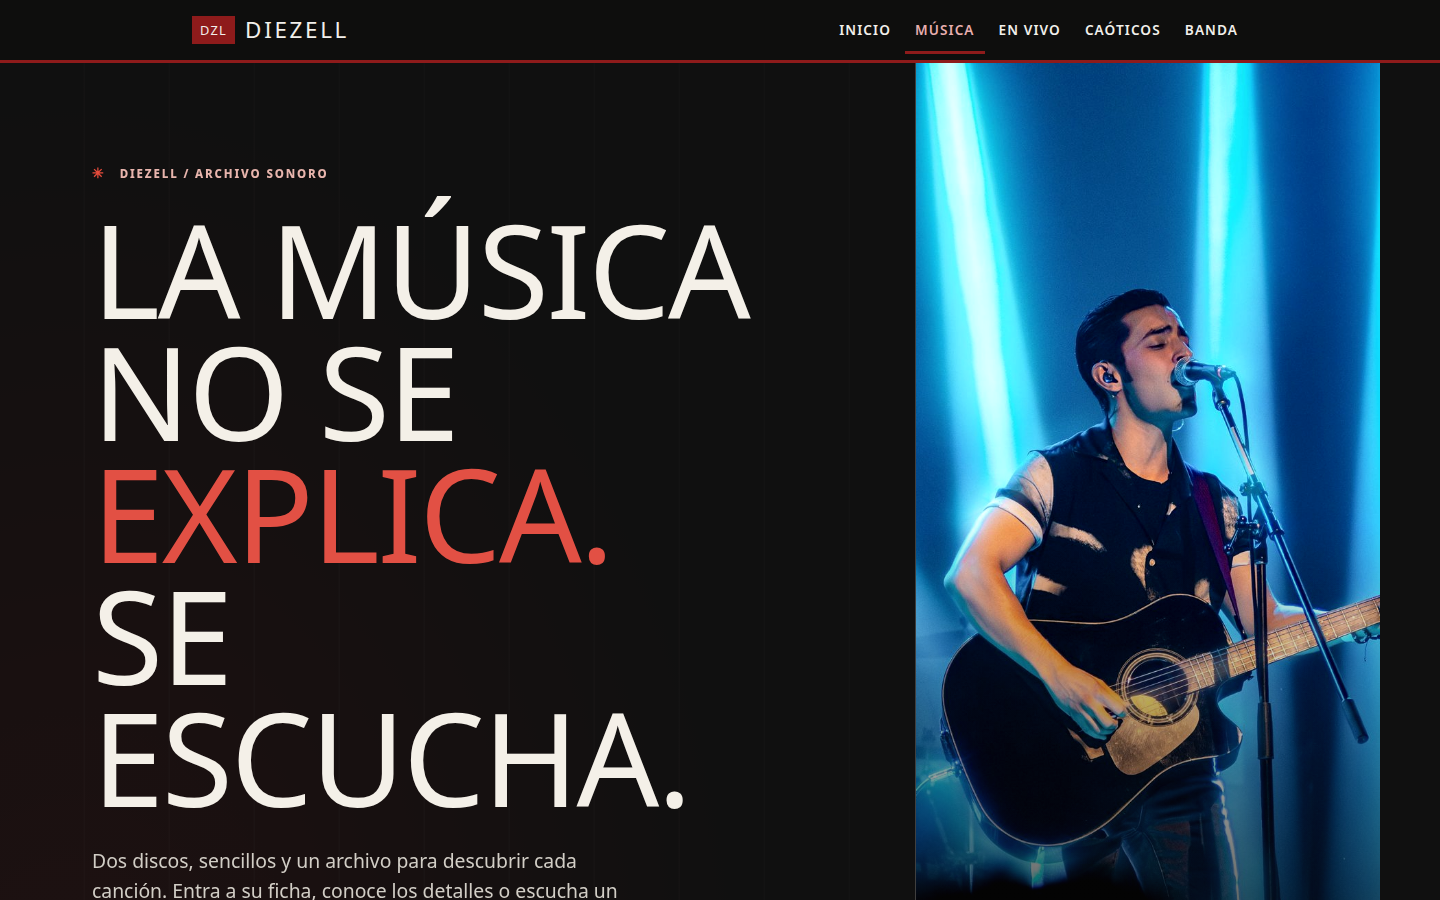 DZL DIEZELL
INICIO MÚSICA EN VIVO CAÓTICOS BANDA
DIEZELL / ARCHIVO SONORO
LA MÚSICA
NO SE
EXPLICA.
SE
ESCUCHA.
Dos discos, sencillos y un archivo para descubrir cada
canción. Entra a su ficha, conoce los detalles o escucha un